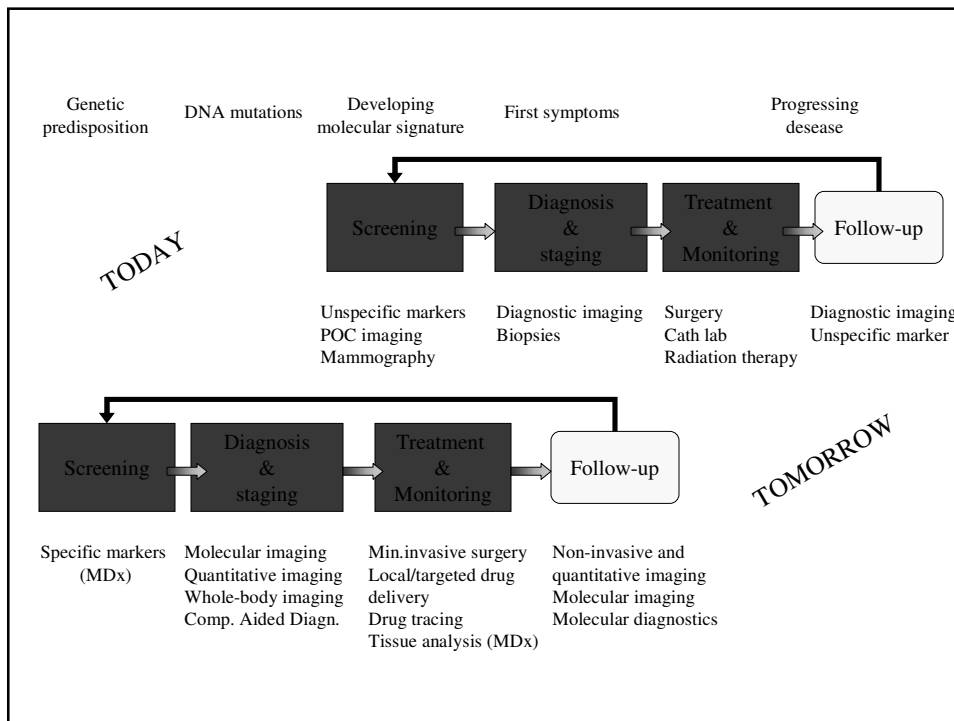 Genetic
predisposition
DNA mutations
Developing
molecular signature
First symptoms
Progressing
desease
TODAY
Screening
Diagnosis
&
staging
Treatment
&
Monitoring
Follow-up
Unspecific markers
POC imaging
Mammography
Diagnostic imaging
Biopsies
Surgery
Cath lab
Radiation therapy
Diagnostic imaging
Unspecific marker
Screening
Diagnosis
&
staging
Treatment
&
Monitoring
Follow-up
TOMORROW
Specific markers
(MDx)
Molecular imaging
Quantitative imaging
Whole-body imaging
Comp. Aided Diagn.
Min.invasive surgery
Local/targeted drug
delivery
Drug tracing
Tissue analysis (MDx)
Non-invasive and
quantitative imaging
Molecular imaging
Molecular diagnostics